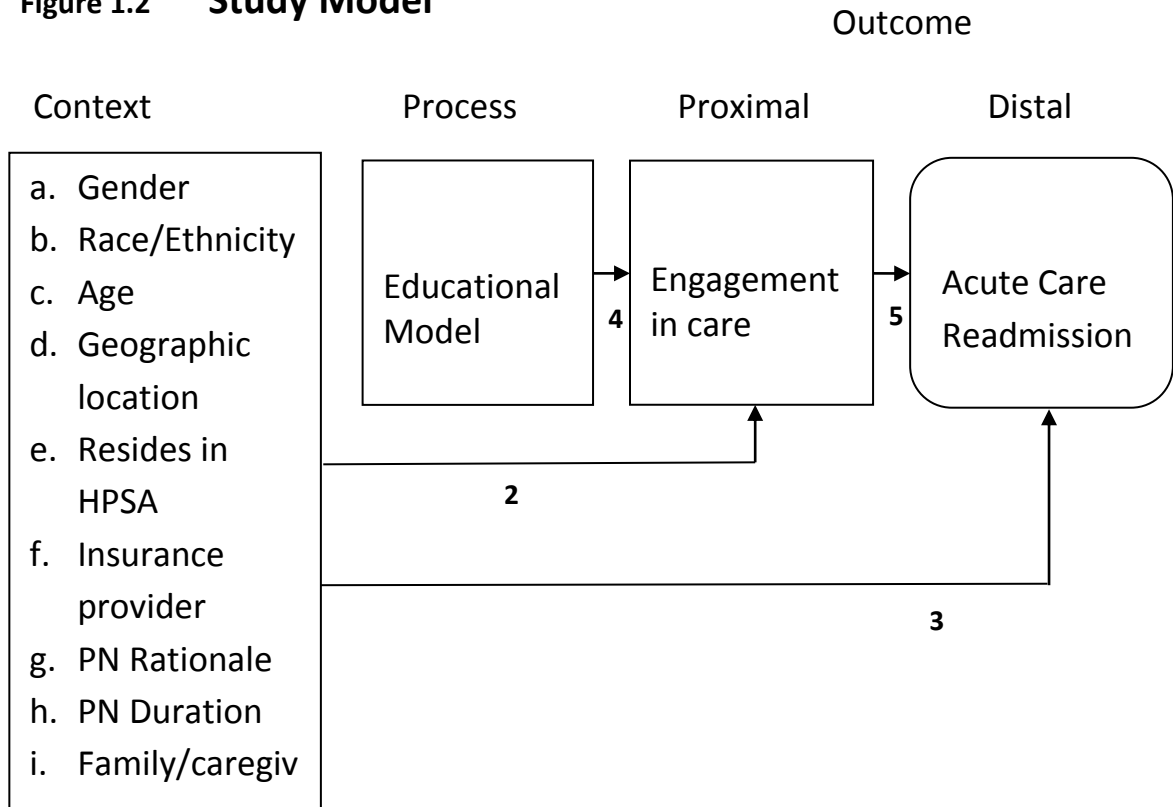 Figure 1.2 Study Model
Outcome
Context
Process
Proximal
Distal
a. Gender
b. Race/Ethnicity
c. Age
d. Geographic
location
e. Resides in
HPSA
f. Insurance
provider
g. PN Rationale
h. PN Duration
i. Family/caregiv
Educational
Model
4
Engagement
in care
5
Acute Care
Readmission
2
3